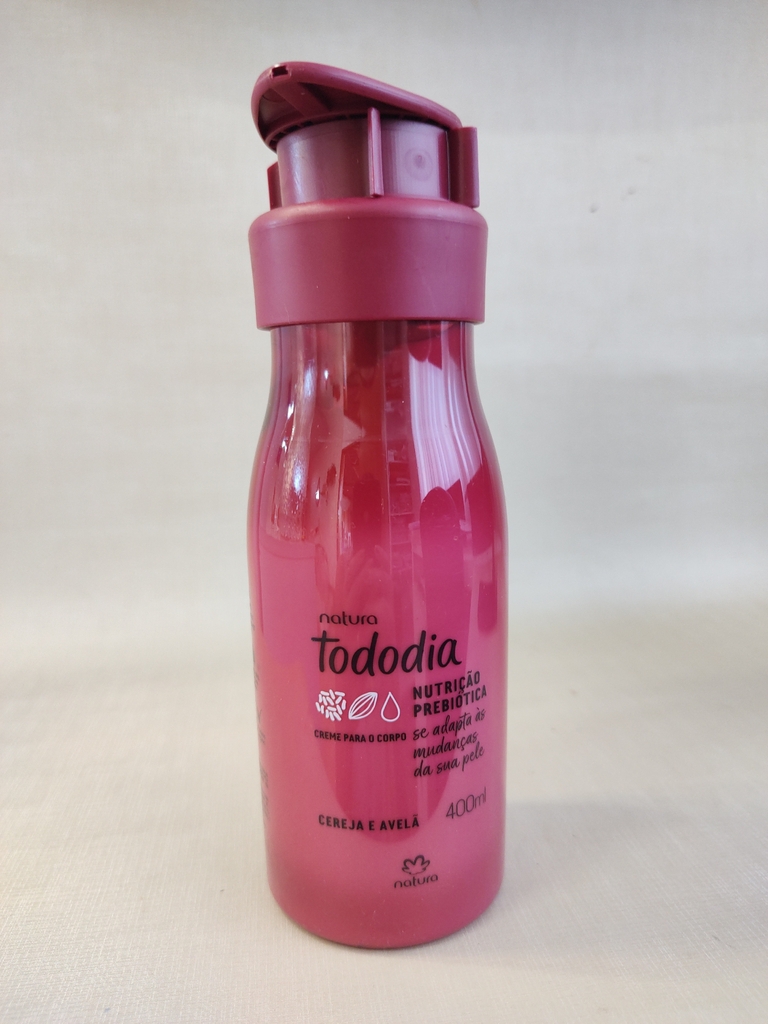 natura
tododia
NUTRIÇÃO
PREBIÓTICA
CREME PARA O CORPO
se adapta às
mudanças
da sua pele
400ml
CEREJA E AVELÃ
natura